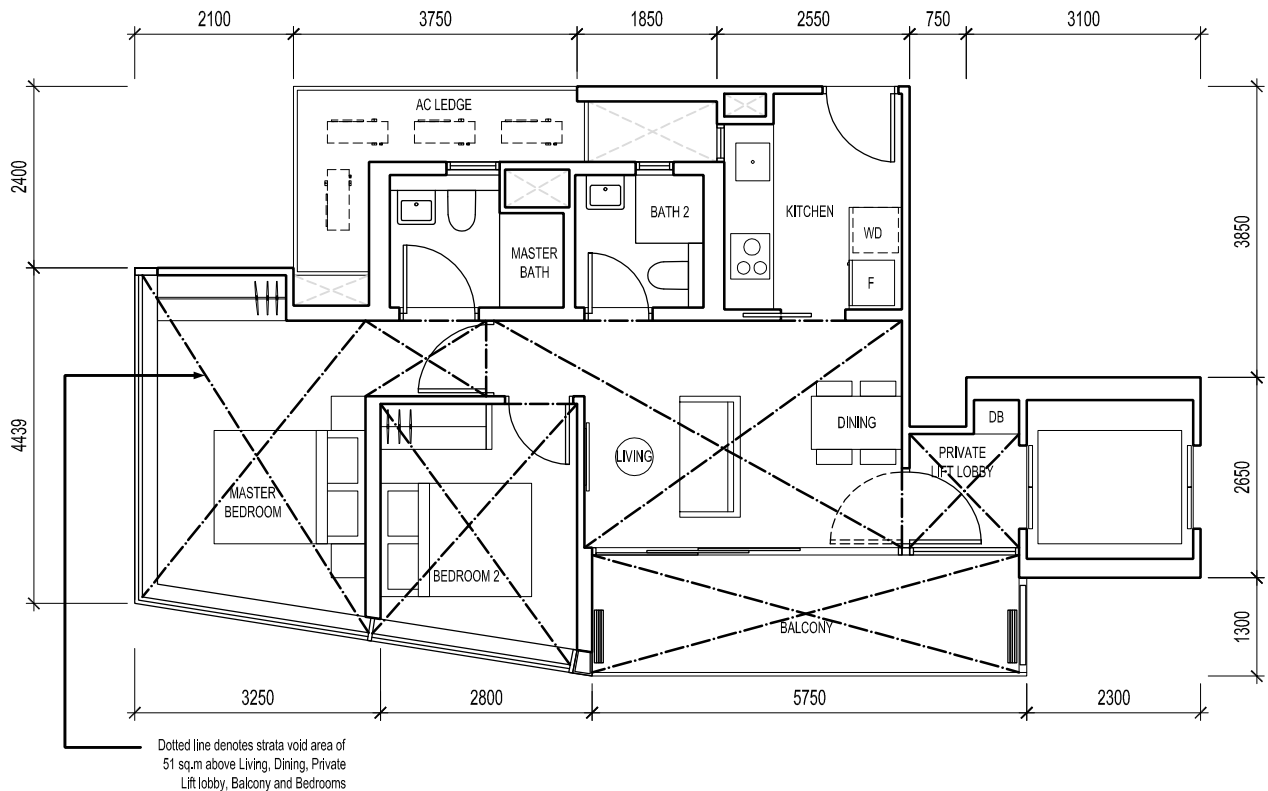 2100 3750 1850 2550 750 3100
AC LEDGE
2400
3850
BATH 2
KITCHEN
WD
MASTER
BATH
F
4439
DINING
DB
LIVING
PRIVATE
LIFT LOBBY
2650
MASTER
BEDROOM
BEDROOM 2
BALCONY
1300
3250 2800 5750 2300
Dotted line denotes strata void area of
51 sq.m above Living, Dining, Private
Lift lobby, Balcony and Bedrooms